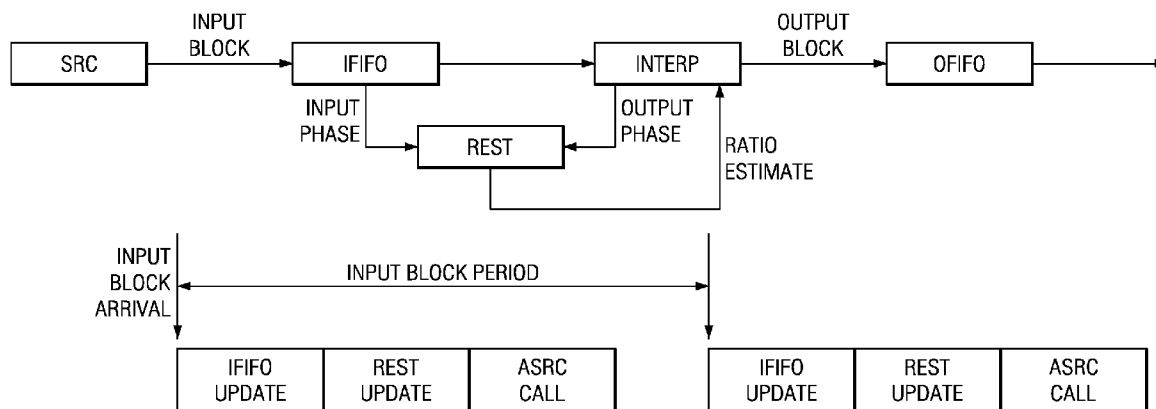 INPUT
BLOCK
OUTPUT
BLOCK
SRC
IFIFO
INTERP
OFIFO
INPUT
PHASE
OUTPUT
PHASE
REST
RATIO
ESTIMATE
INPUT
BLOCK
ARRIVAL
INPUT BLOCK PERIOD
IFIFO
UPDATE
REST
UPDATE
ASRC
CALL
IFIFO
UPDATE
REST
UPDATE
ASRC
CALL